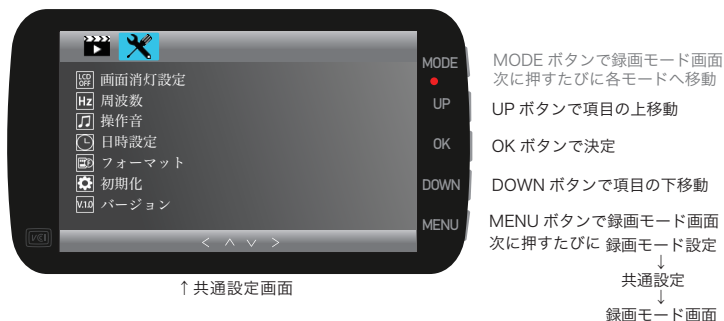 MODE
UP
OK
DOWN
MENU
LCD
OFF
画面消灯設定
Hz 周波数
操作音
日時設定
フォーマット
初期化
V.1.0 バージョン
< ∧ ∨ >
MODE ボタンで録画モード画面
次に押すたびに各モードへ移動
UP ボタンで項目の上移動
OK ボタンで決定
DOWN ボタンで項目の下移動
MENU ボタンで録画モード画面
次に押すたびに 録画モード設定
↓
共通設定
↓
録画モード画面
↑共通設定画面